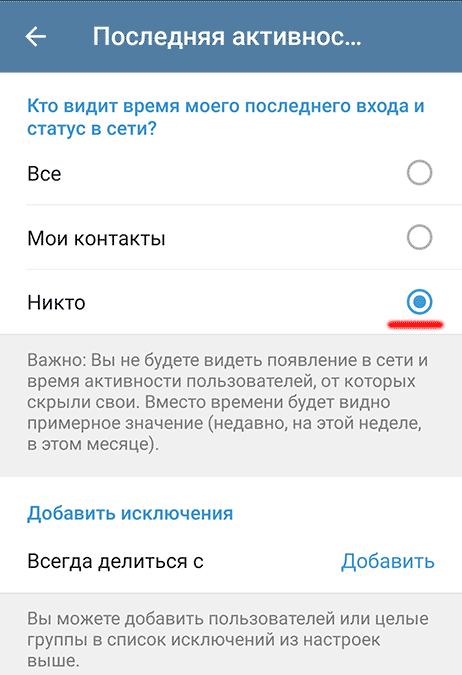 Последняя активнос...
Кто видит время моего последнего входа и
статус в сети?
Все
Мои контакты
Никто
Важно: Вы не будете видеть появление в сети и
время активности пользователей, от которых
скрыли свои. Вместо времени будет видно
примерное значение (недавно, на этой неделе,
в этом месяце).
Добавить исключения
Всегда делиться с Добавить
Вы можете добавить пользователей или целые
группы в список исключений из настроек
выше.